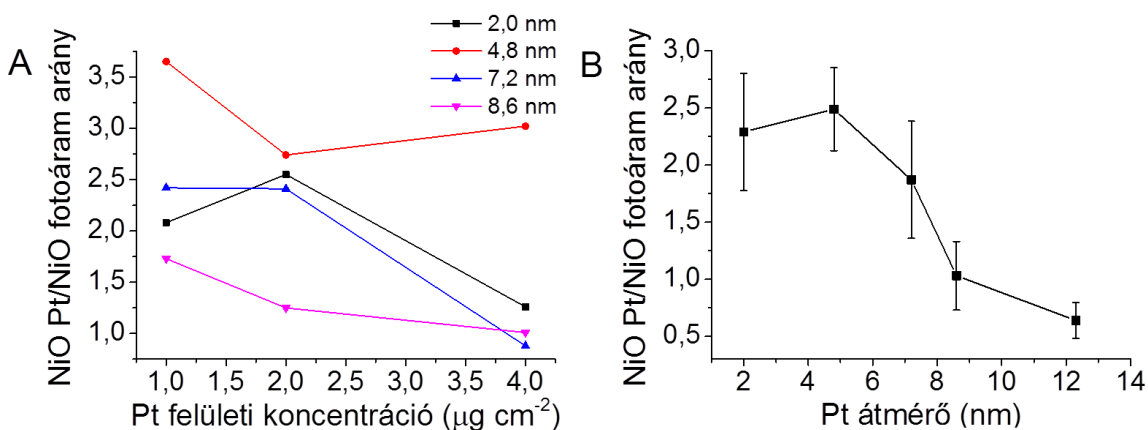 A
NiO Pt/NiO fotoáram arány
2,0 nm
4,8 nm
7,2 nm
8,6 nm
3,5
3,0
2,5
2,0
1,5
1,0
1,0 1,5 2,0 2,5 3,0 3,5 4,0
Pt felületi koncentráció (μg cm⁻²)
B
NiO Pt/NiO fotoáram arány
3,0
2,5
2,0
1,5
1,0
0,5
2 4 6 8 10 12 14
Pt átmérő (nm)